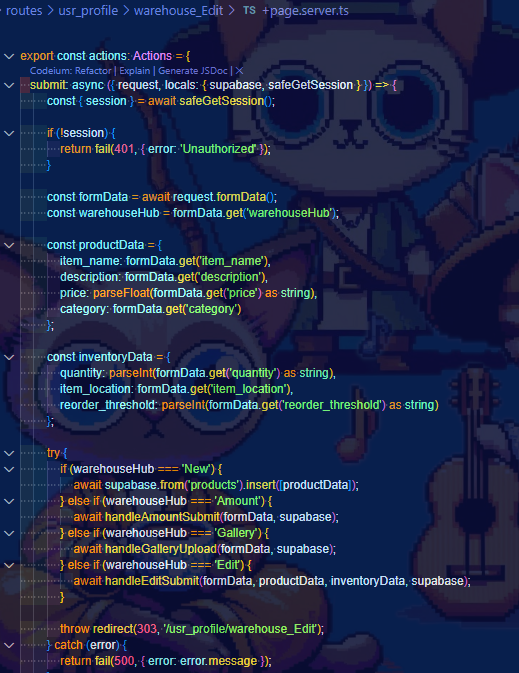 routes > usr_profile > warehouse_Edit > TS +page.server.ts
export const actions: Actions = {
Codeium: Refactor | Explain | Generate JSDoc | X
submit: async ({ request, locals: { supabase, safeGetSession } }) => {
const { session } = await safeGetSession();
if (!session) {
return fail(401, { error: 'Unauthorized' });
}
const formData = await request.formData();
const warehouseHub = formData.get('warehouseHub');
const productData = {
item_name: formData.get('item_name'),
description: formData.get('description'),
price: parseFloat(formData.get('price') as string),
category: formData.get('category')
};
const inventoryData = {
quantity: parseInt(formData.get('quantity') as string),
item_location: formData.get('item_location'),
reorder_threshold: parseInt(formData.get('reorder_threshold') as string)
};
try {
if (warehouseHub === 'New') {
await supabase.from('products').insert([productData]);
} else if (warehouseHub === 'Amount') {
await handleAmountSubmit(formData, supabase);
} else if (warehouseHub === 'Gallery') {
await handleGalleryUpload(formData, supabase);
} else if (warehouseHub === 'Edit') {
await handleEditSubmit(formData, productData, inventoryData, supabase);
}
throw redirect(303, '/usr_profile/warehouse_Edit');
} catch (error) {
return fail(500, { error: error.message });